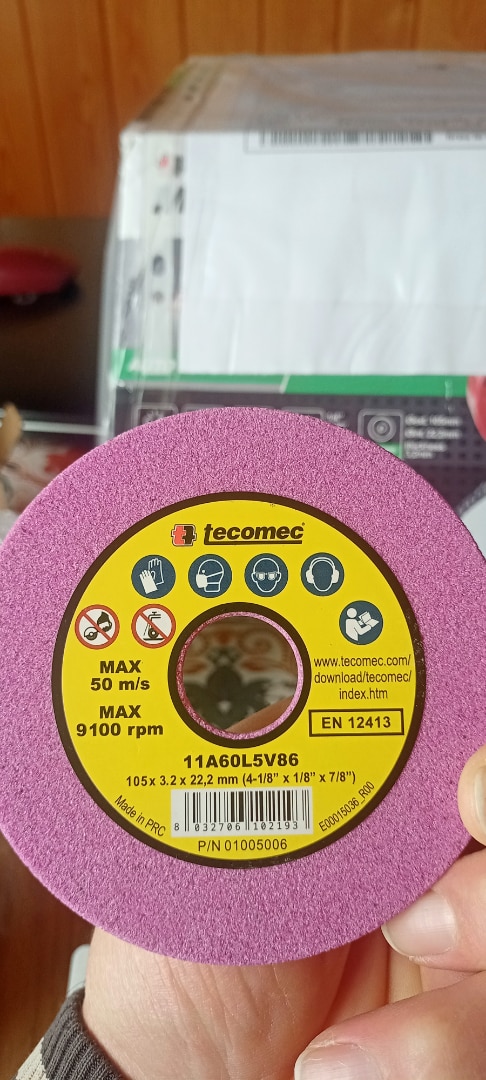 tecomec
MAX
50 m/s
MAX
9100 rpm
www.tecomec.com/
download/tecomec/
index.htm
EN 12413
11A60L5V86
105x 3.2 x 22,2 mm (4-1/8" x 1/8" x 7/8")
Made in PRC
8 032706 102193
E00015036_R00
P/N 01005006